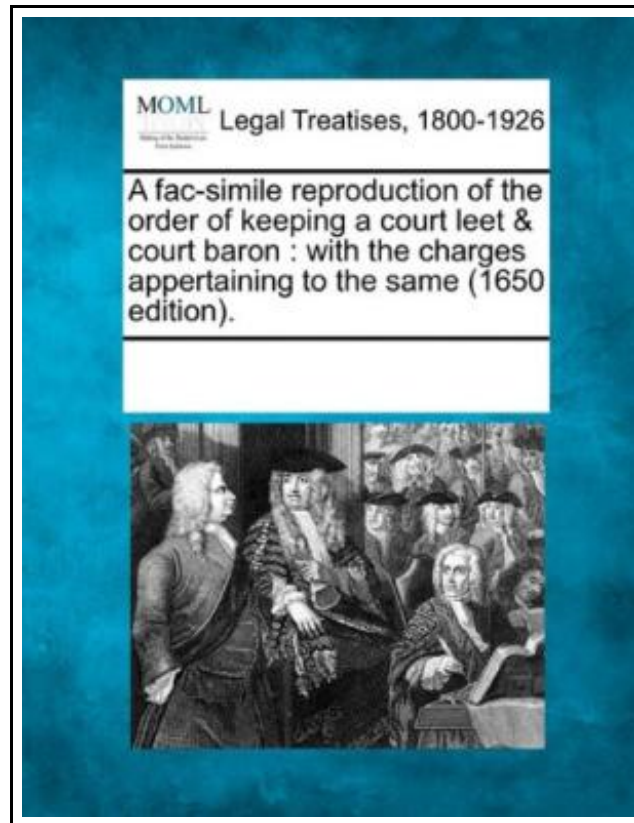 MOML
Legal Treatises, 1800-1926
A fac-simile reproduction of the
order of keeping a court leet &
court baron : with the charges
appertaining to the same (1650
edition).